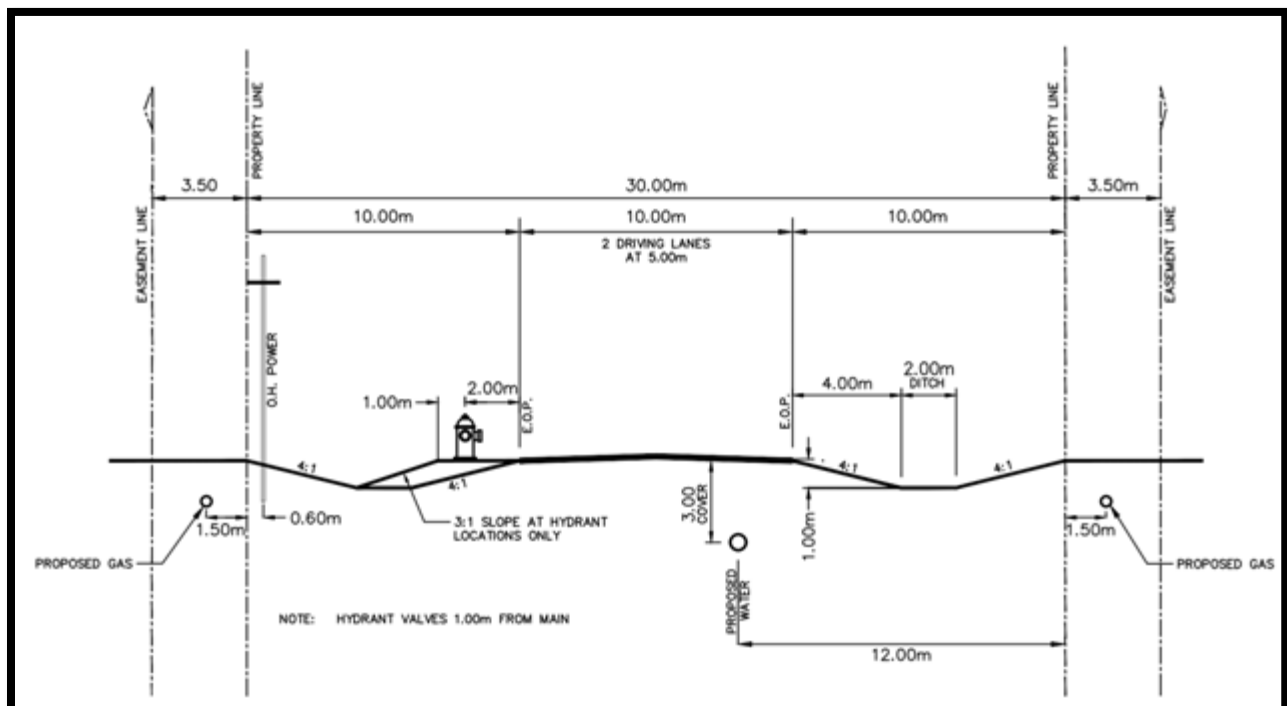 EASEMENT LINE
PROPERTY LINE
PROPERTY LINE
EASEMENT LINE
3.50
30.00m
3.50m
10.00m
10.00m
10.00m
2 DRIVING LANES
AT 5.00m
O.H. POWER
1.00m
2.00m
E.O.P.
E.O.P.
4.00m
2.00m
DITCH
4:1
4:1
4:1
4:1
3:1 SLOPE AT HYDRANT
LOCATIONS ONLY
3.00
COVER
1.00m
1.50m
0.60m
1.50m
PROPOSED GAS
PROPOSED GAS
PROPOSED
WATER
NOTE: HYDRANT VALVES 1.00m FROM MAIN
12.00m